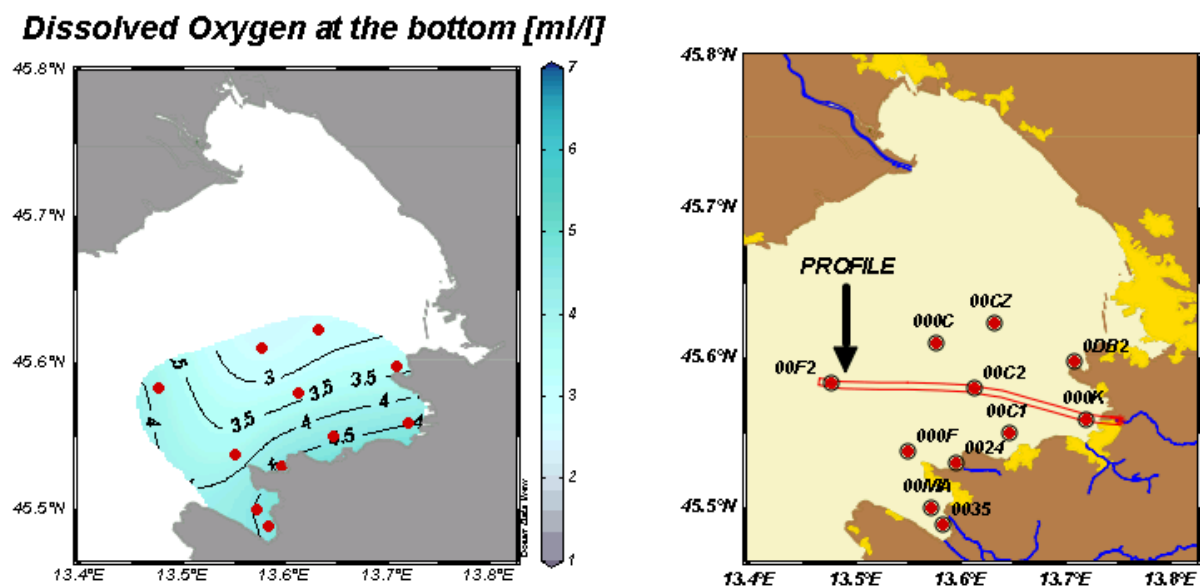 Dissolved Oxygen at the bottom [ml/l]
45.8°N
45.7°N
45.6°N
45.5°N
13.4°E
13.5°E
13.6°E
13.7°E
13.8°E
3
.5
3.5
3.5
3.5
4
4
4
4
4
4
4.5
Ocean Data View
7
6
5
4
3
2
1
45.8°N
45.7°N
45.6°N
45.5°N
13.4°E
13.5°E
13.6°E
13.7°E
13.8°E
PROFILE
00CZ
000C
0DB2
00F2
00C2
000K
00C1
000F
0024
00MA
0035